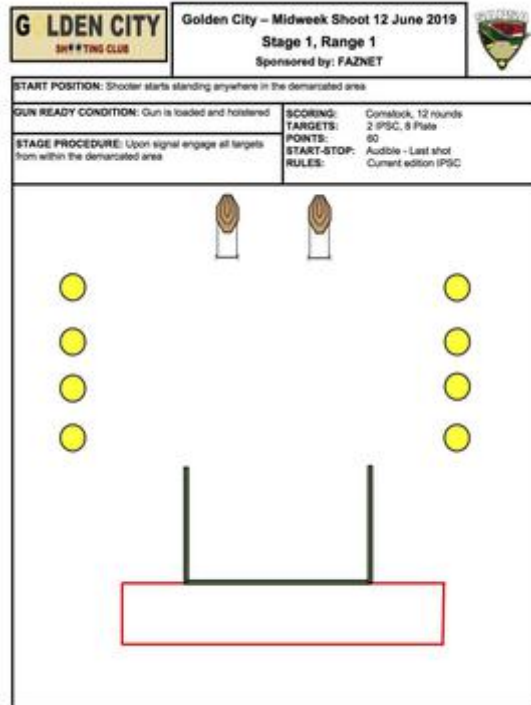 G LDEN CITY
SH**TING CLUB
Golden City – Midweek Shoot 12 June 2019
Stage 1, Range 1
Sponsored by: FAZNET
START POSITION: Shooter starts standing anywhere in the demarcated area
GUN READY CONDITION: Gun is loaded and holstered
STAGE PROCEDURE: Upon signal engage all targets
from within the demarcated area
SCORING: Comstock, 12 rounds
TARGETS: 2 IPSC, 8 Plate
POINTS: 60
START-STOP: Audible - Last shot
RULES: Current edition IPSC